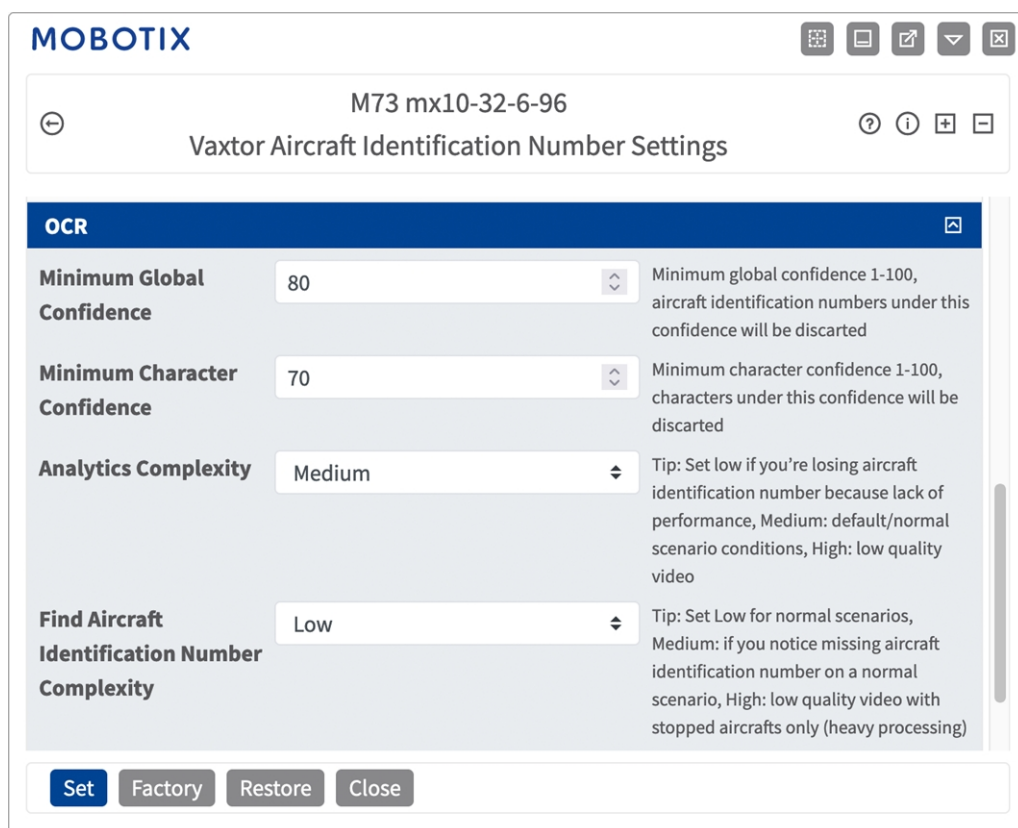 MOBOTIX
M73 mx10-32-6-96
Vaxtor Aircraft Identification Number Settings
OCR
Minimum Global
Confidence
80
Minimum global confidence 1-100,
aircraft identification numbers under this
confidence will be discarted
Minimum Character
Confidence
70
Minimum character confidence 1-100,
characters under this confidence will be
discarted
Analytics Complexity
Medium
Tip: Set low if you're losing aircraft
identification number because lack of
performance, Medium: default/normal
scenario conditions, High: low quality
video
Find Aircraft
Identification Number
Complexity
Low
Tip: Set Low for normal scenarios,
Medium: if you notice missing aircraft
identification number on a normal
scenario, High: low quality video with
stopped aircrafts only (heavy processing)
Set Factory Restore Close